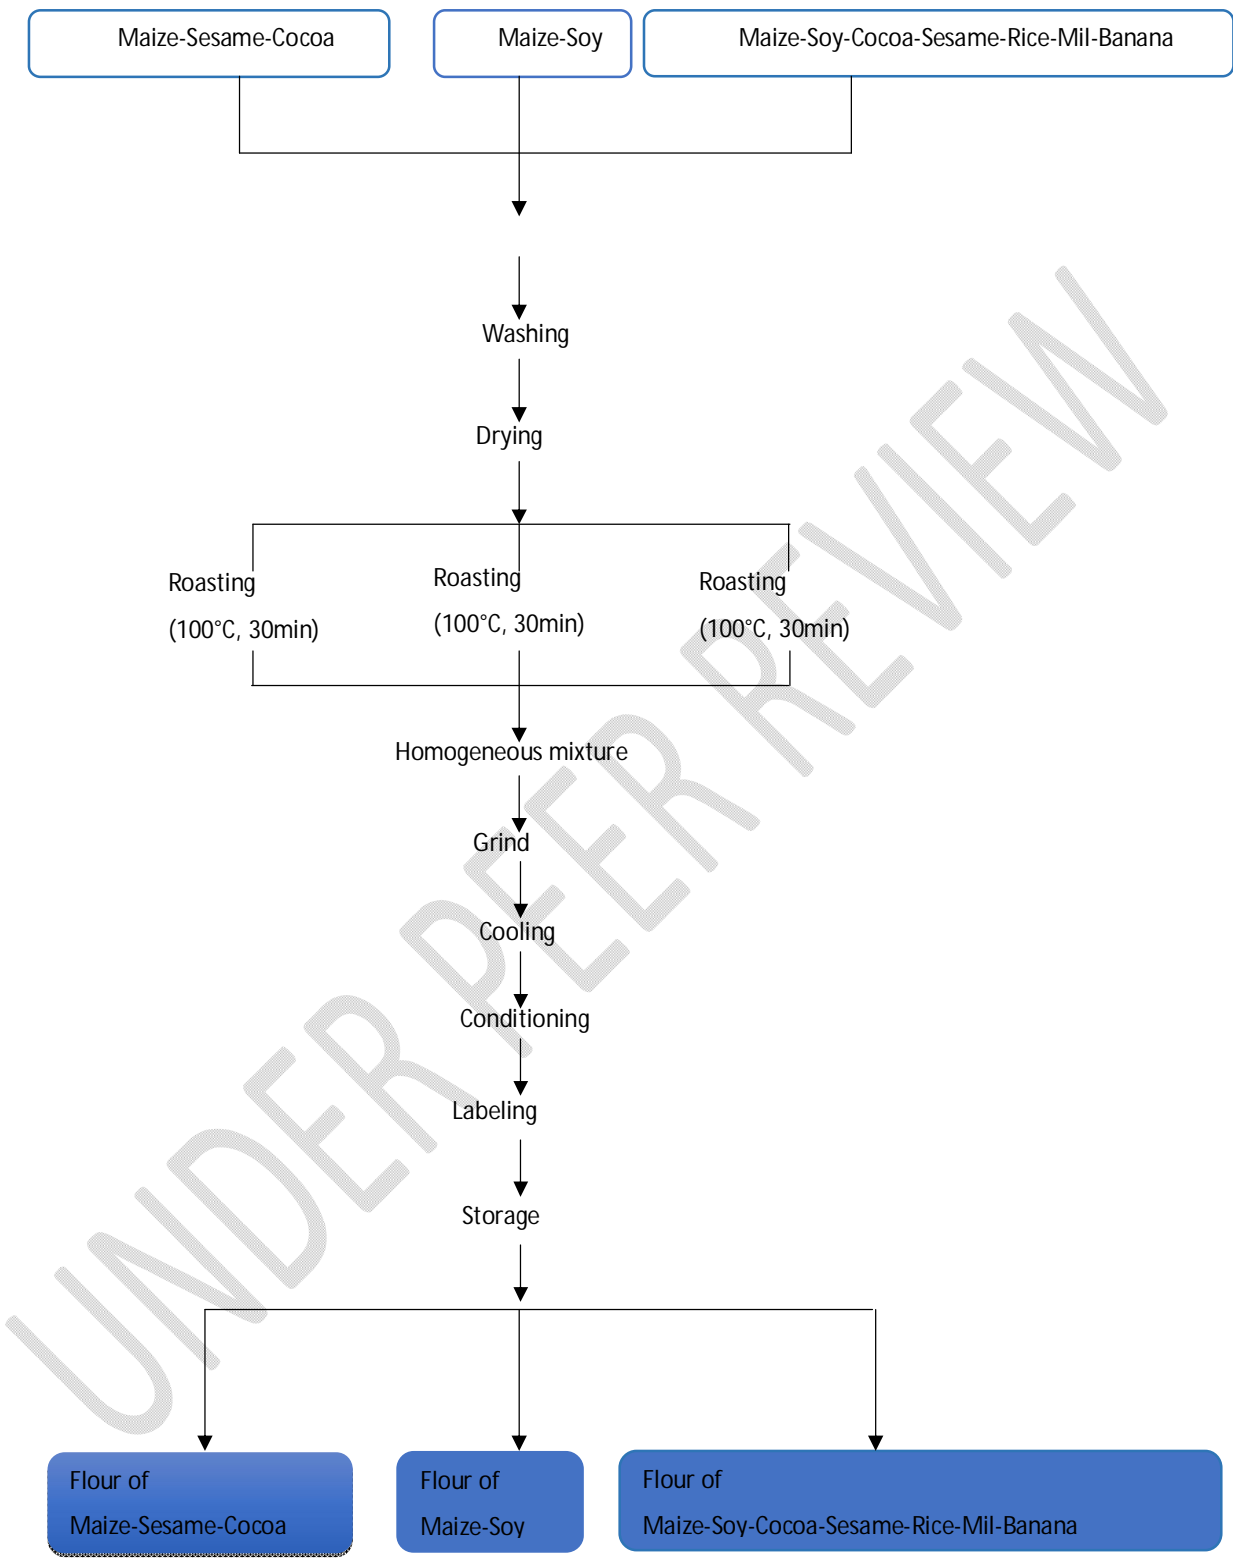 Maize-Sesame-Cocoa
Maize-Soy
Maize-Soy-Cocoa-Sesame-Rice-Mil-Banana
Washing
Drying
Roasting
(100°C, 30min)
Roasting
(100°C, 30min)
Roasting
(100°C, 30min)
Homogeneous mixture
Grind
Cooling
Conditioning
Labeling
Storage
Flour of
Maize-Sesame-Cocoa
Flour of
Maize-Soy
Flour of
Maize-Soy-Cocoa-Sesame-Rice-Mil-Banana
UNDER PEER REVIEW